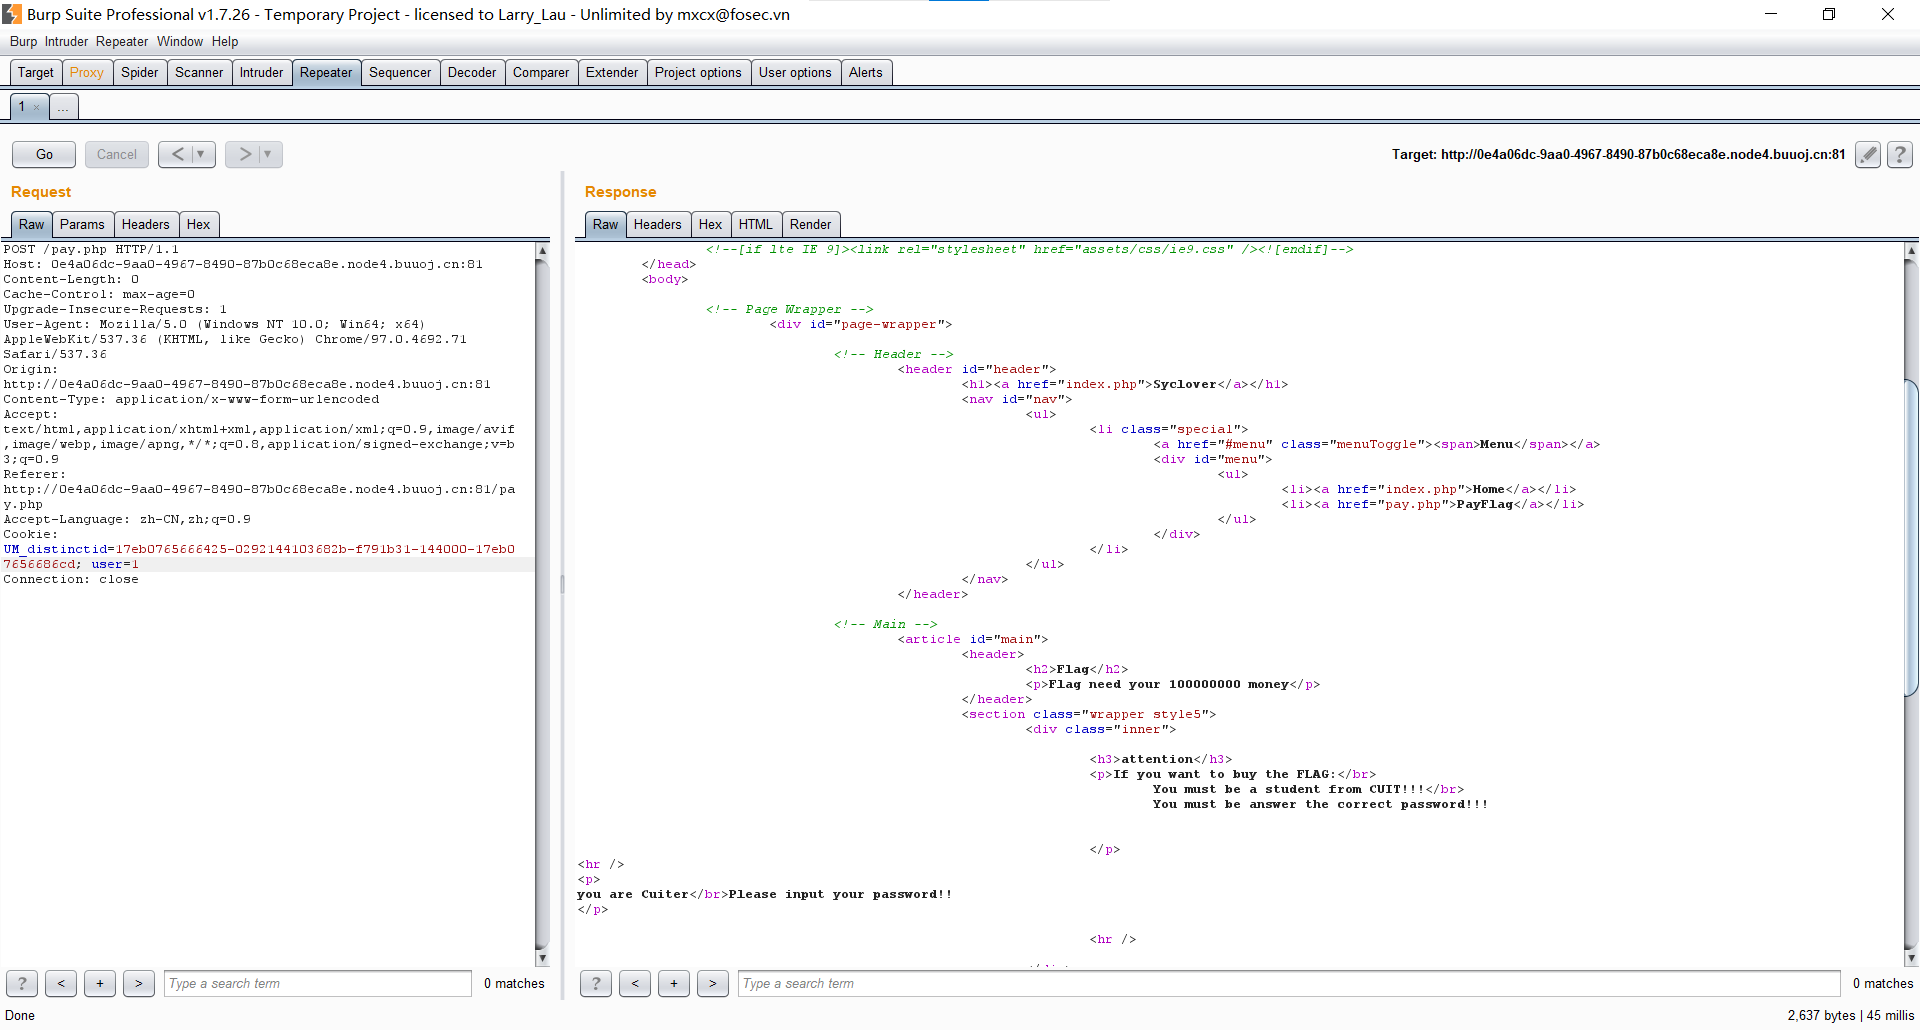 Burp Suite Professional v1.7.26 - Temporary Project - licensed to Larry_Lau - Unlimited by mxcx@fosec.vn
Burp Intruder Repeater Window Help
Target Proxy Spider Scanner Intruder Repeater Sequencer Decoder Comparer Extender Project options User options Alerts
1 × ...
Go Cancel < ▼ > ▼ Target: http://0e4a06dc-9aa0-4967-8490-87b0c68eca8e.node4.buuoj.cn:81 ?
Request
Raw Params Headers Hex
POST /pay.php HTTP/1.1
Host: 0e4a06dc-9aa0-4967-8490-87b0c68eca8e.node4.buuoj.cn:81
Content-Length: 0
Cache-Control: max-age=0
Upgrade-Insecure-Requests: 1
User-Agent: Mozilla/5.0 (Windows NT 10.0; Win64; x64)
AppleWebKit/537.36 (KHTML, like Gecko) Chrome/97.0.4692.71
Safari/537.36
Origin:
http://0e4a06dc-9aa0-4967-8490-87b0c68eca8e.node4.buuoj.cn:81
Content-Type: application/x-www-form-urlencoded
Accept:
text/html,application/xhtml+xml,application/xml;q=0.9,image/avif
,image/webp,image/apng,*/*;q=0.8,application/signed-exchange;v=b
3;q=0.9
Referer:
http://0e4a06dc-9aa0-4967-8490-87b0c68eca8e.node4.buuoj.cn:81/pa
y.php
Accept-Language: zh-CN,zh;q=0.9
Cookie:
UM_distinctid=17eb0765666425-0292144103682b-f791b31-144000-17eb0
7656686cd; user=1
Connection: close
? < + > Type a search term 0 matches
Response
Raw Headers Hex HTML Render
<!--[if lte IE 9]><link rel="stylesheet" href="assets/css/ie9.css" /><![endif]-->
</head>
<body>
<!-- Page Wrapper -->
<div id="page-wrapper">
<!-- Header -->
<header id="header">
<h1><a href="index.php">Syclover</a></h1>
<nav id="nav">
<ul>
<li class="special">
<a href="#menu" class="menuToggle"><span>Menu</span></a>
<div id="menu">
<ul>
<li><a href="index.php">Home</a></li>
<li><a href="pay.php">PayFlag</a></li>
</ul>
</div>
</li>
</ul>
</nav>
</header>
<!-- Main -->
<article id="main">
<header>
<h2>Flag</h2>
<p>Flag need your 100000000 money</p>
</header>
<section class="wrapper style5">
<div class="inner">
<h3>attention</h3>
<p>If you want to buy the FLAG:</br>
You must be a student from CUIT!!!</br>
You must be answer the correct password!!!
</p>
<hr />
<p>
you are Cuiter</br>Please input your password!!
</p>
<hr />
? < + > Type a search term 0 matches
Done 2,637 bytes | 45 millis